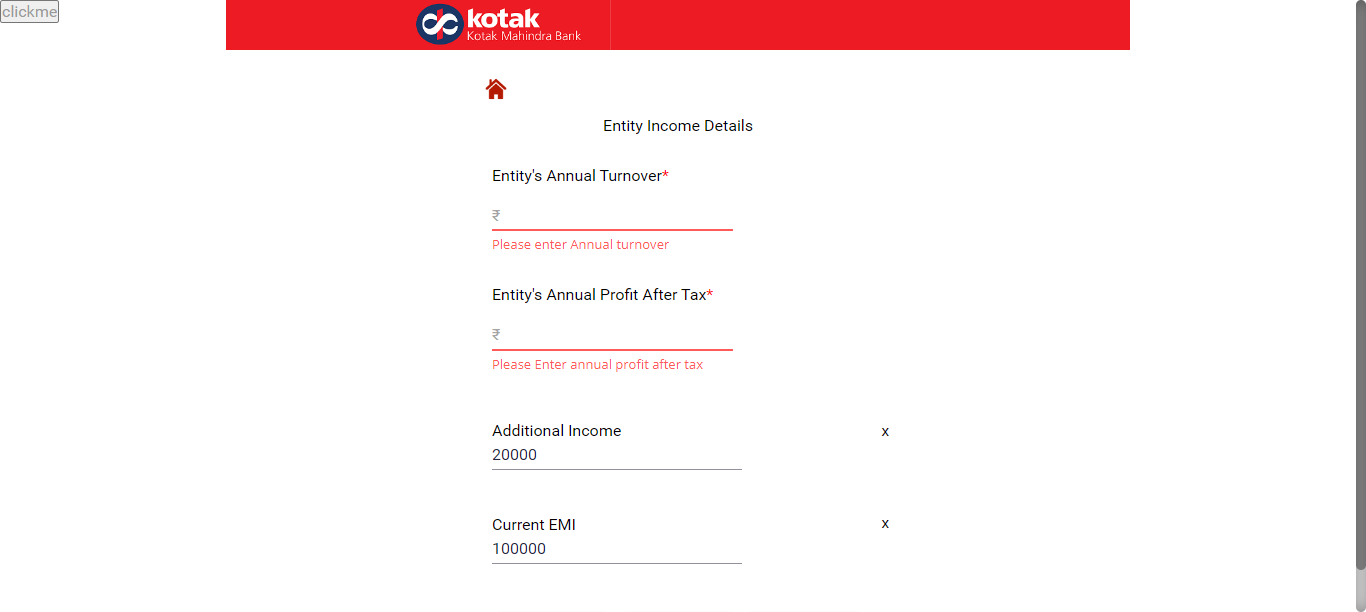 clickme
kotak
Kotak Mahindra Bank
Entity Income Details
Entity's Annual Turnover*
₹
Please enter Annual turnover
Entity's Annual Profit After Tax*
₹
Please Enter annual profit after tax
Additional Income x
20000
Current EMI x
100000